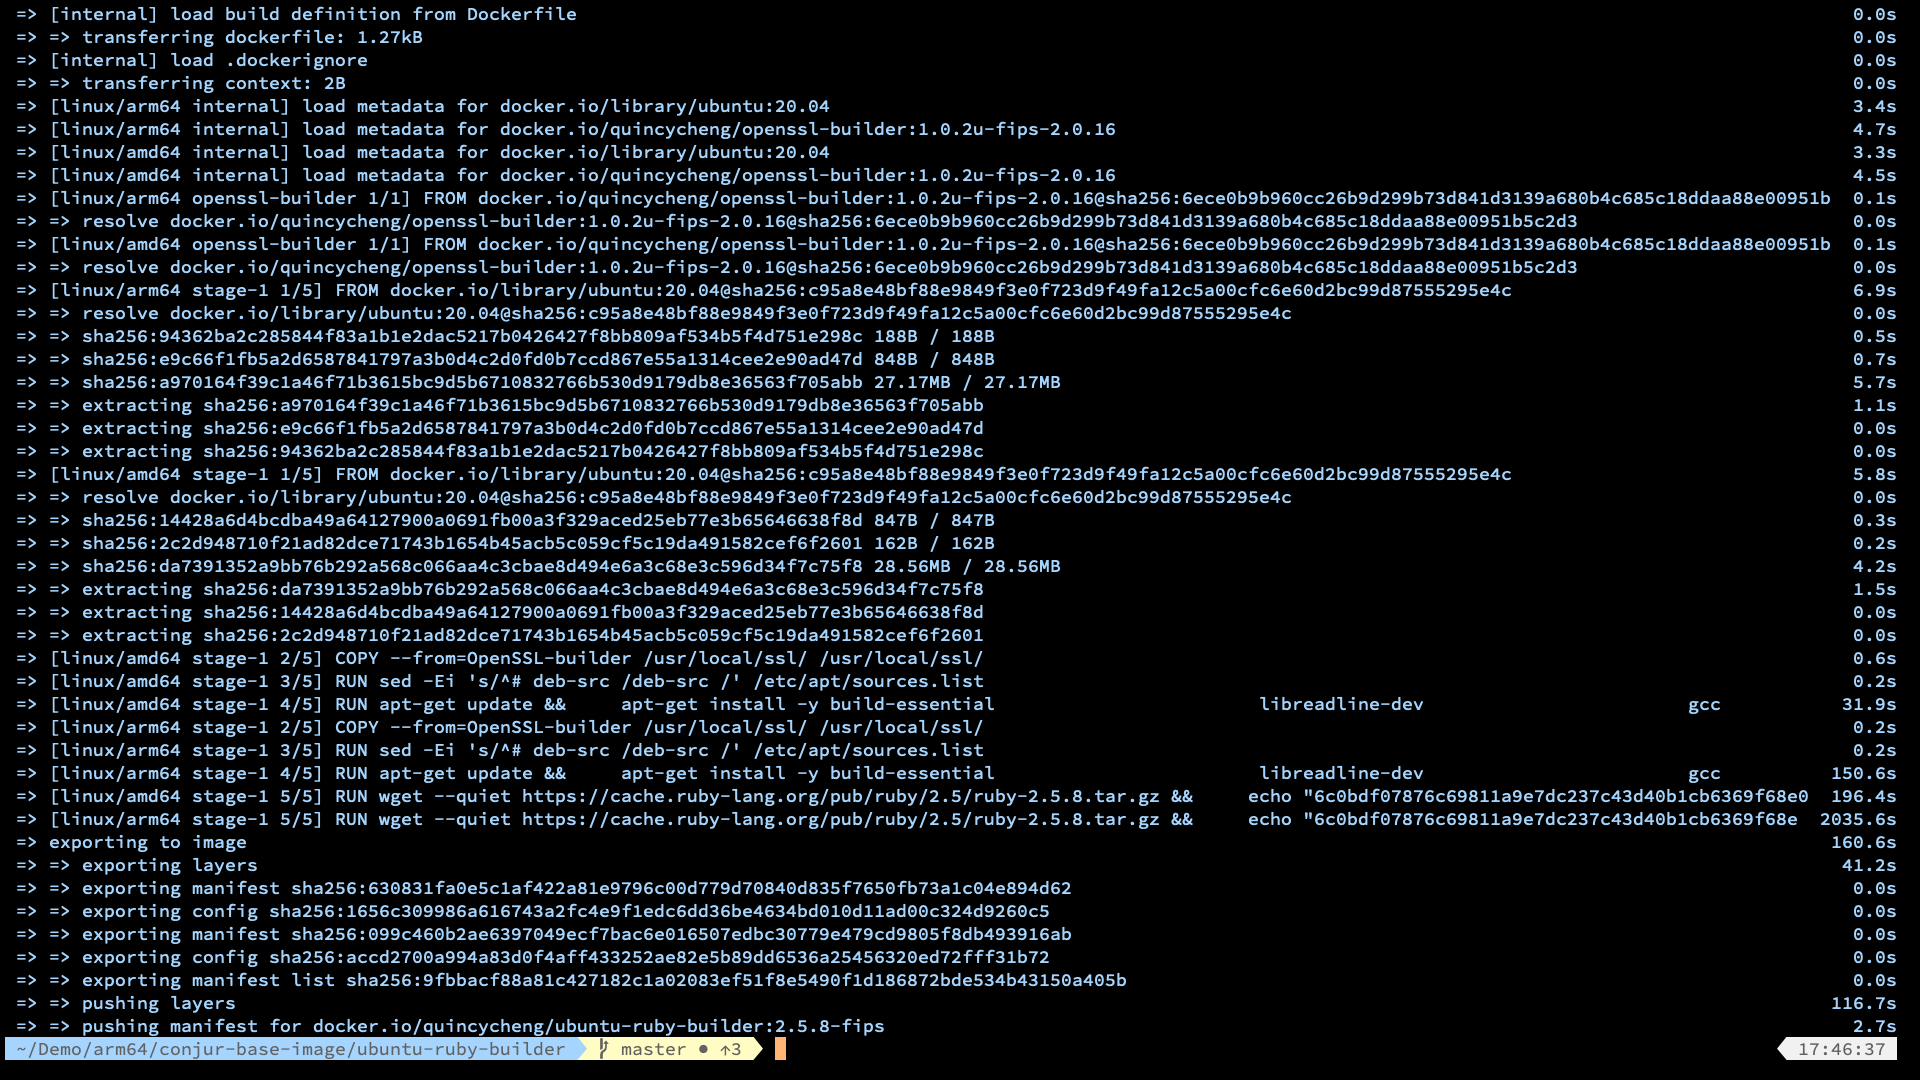 => [internal] load build definition from Dockerfile 0.0s
=> => transferring dockerfile: 1.27kB 0.0s
=> [internal] load .dockerignore 0.0s
=> => transferring context: 2B 0.0s
=> [linux/arm64 internal] load metadata for docker.io/library/ubuntu:20.04 3.4s
=> [linux/arm64 internal] load metadata for docker.io/quincycheng/openssl-builder:1.0.2u-fips-2.0.16 4.7s
=> [linux/amd64 internal] load metadata for docker.io/library/ubuntu:20.04 3.3s
=> [linux/amd64 internal] load metadata for docker.io/quincycheng/openssl-builder:1.0.2u-fips-2.0.16 4.5s
=> [linux/arm64 openssl-builder 1/1] FROM docker.io/quincycheng/openssl-builder:1.0.2u-fips-2.0.16@sha256:6ece0b9b960cc26b9d299b73d841d3139a680b4c685c18ddaa88e00951b 0.1s
=> => resolve docker.io/quincycheng/openssl-builder:1.0.2u-fips-2.0.16@sha256:6ece0b9b960cc26b9d299b73d841d3139a680b4c685c18ddaa88e00951b5c2d3 0.0s
=> [linux/amd64 openssl-builder 1/1] FROM docker.io/quincycheng/openssl-builder:1.0.2u-fips-2.0.16@sha256:6ece0b9b960cc26b9d299b73d841d3139a680b4c685c18ddaa88e00951b 0.1s
=> => resolve docker.io/quincycheng/openssl-builder:1.0.2u-fips-2.0.16@sha256:6ece0b9b960cc26b9d299b73d841d3139a680b4c685c18ddaa88e00951b5c2d3 0.0s
=> [linux/arm64 stage-1 1/5] FROM docker.io/library/ubuntu:20.04@sha256:c95a8e48bf88e9849f3e0f723d9f49fa12c5a00cfc6e60d2bc99d87555295e4c 6.9s
=> => resolve docker.io/library/ubuntu:20.04@sha256:c95a8e48bf88e9849f3e0f723d9f49fa12c5a00cfc6e60d2bc99d87555295e4c 0.0s
=> => sha256:94362ba2c285844f83a1b1e2dac5217b0426427f8bb809af534b5f4d751e298c 188B / 188B 0.5s
=> => sha256:e9c66f1fb5a2d6587841797a3b0d4c2d0fd0b7ccd867e55a1314cee2e90ad47d 848B / 848B 0.7s
=> => sha256:a970164f39c1a46f71b3615bc9d5b6710832766b530d9179db8e36563f705abb 27.17MB / 27.17MB 5.7s
=> => extracting sha256:a970164f39c1a46f71b3615bc9d5b6710832766b530d9179db8e36563f705abb 1.1s
=> => extracting sha256:e9c66f1fb5a2d6587841797a3b0d4c2d0fd0b7ccd867e55a1314cee2e90ad47d 0.0s
=> => extracting sha256:94362ba2c285844f83a1b1e2dac5217b0426427f8bb809af534b5f4d751e298c 0.0s
=> [linux/amd64 stage-1 1/5] FROM docker.io/library/ubuntu:20.04@sha256:c95a8e48bf88e9849f3e0f723d9f49fa12c5a00cfc6e60d2bc99d87555295e4c 5.8s
=> => resolve docker.io/library/ubuntu:20.04@sha256:c95a8e48bf88e9849f3e0f723d9f49fa12c5a00cfc6e60d2bc99d87555295e4c 0.0s
=> => sha256:14428a6d4bcdba49a64127900a0691fb00a3f329aced25eb77e3b65646638f8d 847B / 847B 0.3s
=> => sha256:2c2d948710f21ad82dce71743b1654b45acb5c059cf5c19da491582cef6f2601 162B / 162B 0.2s
=> => sha256:da7391352a9bb76b292a568c066aa4c3cbae8d494e6a3c68e3c596d34f7c75f8 28.56MB / 28.56MB 4.2s
=> => extracting sha256:da7391352a9bb76b292a568c066aa4c3cbae8d494e6a3c68e3c596d34f7c75f8 1.5s
=> => extracting sha256:14428a6d4bcdba49a64127900a0691fb00a3f329aced25eb77e3b65646638f8d 0.0s
=> => extracting sha256:2c2d948710f21ad82dce71743b1654b45acb5c059cf5c19da491582cef6f2601 0.0s
=> [linux/amd64 stage-1 2/5] COPY --from=OpenSSL-builder /usr/local/ssl/ /usr/local/ssl/ 0.6s
=> [linux/amd64 stage-1 3/5] RUN sed -Ei 's/^# deb-src /deb-src /' /etc/apt/sources.list 0.2s
=> [linux/amd64 stage-1 4/5] RUN apt-get update && apt-get install -y build-essential libreadline-dev gcc 31.9s
=> [linux/arm64 stage-1 2/5] COPY --from=OpenSSL-builder /usr/local/ssl/ /usr/local/ssl/ 0.2s
=> [linux/arm64 stage-1 3/5] RUN sed -Ei 's/^# deb-src /deb-src /' /etc/apt/sources.list 0.2s
=> [linux/arm64 stage-1 4/5] RUN apt-get update && apt-get install -y build-essential libreadline-dev gcc 150.6s
=> [linux/amd64 stage-1 5/5] RUN wget --quiet https://cache.ruby-lang.org/pub/ruby/2.5/ruby-2.5.8.tar.gz && echo "6c0bdf07876c69811a9e7dc237c43d40b1cb6369f68e0 196.4s
=> [linux/arm64 stage-1 5/5] RUN wget --quiet https://cache.ruby-lang.org/pub/ruby/2.5/ruby-2.5.8.tar.gz && echo "6c0bdf07876c69811a9e7dc237c43d40b1cb6369f68e 2035.6s
=> exporting to image 160.6s
=> => exporting layers 41.2s
=> => exporting manifest sha256:630831fa0e5c1af422a81e9796c00d779d70840d835f7650fb73a1c04e894d62 0.0s
=> => exporting config sha256:1656c309986a616743a2fc4e9f1edc6dd36be4634bd010d11ad00c324d9260c5 0.0s
=> => exporting manifest sha256:099c460b2ae6397049ecf7bac6e016507edbc30779e479cd9805f8db493916ab 0.0s
=> => exporting config sha256:accd2700a994a83d0f4aff433252ae82e5b89dd6536a25456320ed72fff31b72 0.0s
=> => exporting manifest list sha256:9fbbacf88a81c427182c1a02083ef51f8e5490f1d186872bde534b43150a405b 0.0s
=> => pushing layers 116.7s
=> => pushing manifest for docker.io/quincycheng/ubuntu-ruby-builder:2.5.8-fips 2.7s
~/Demo/arm64/conjur-base-image/ubuntu-ruby-builder master ● ↑3 17:46:37